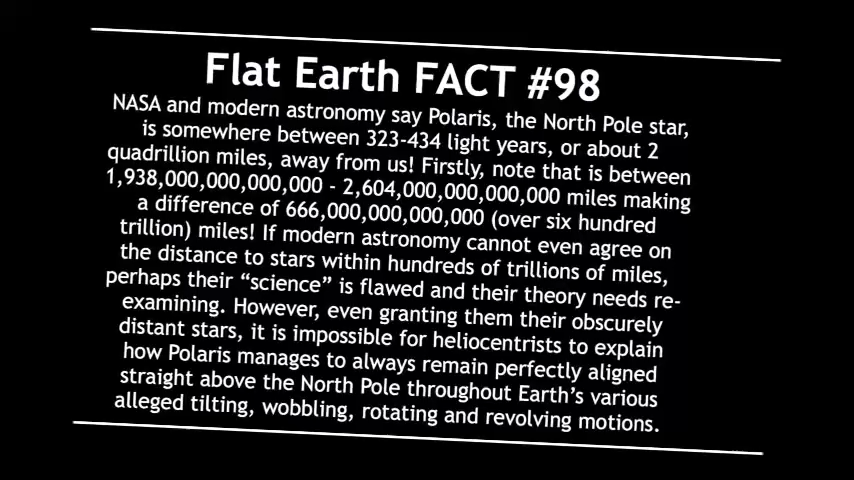 Flat Earth FACT #98
NASA and modern astronomy say Polaris, the North Pole star,
is somewhere between 323-434 light years, or about 2
quadrillion miles, away from us! Firstly, note that is between
1,938,000,000,000,000 - 2,604,000,000,000,000 miles making
a difference of 666,000,000,000,000 (over six hundred
trillion) miles! If modern astronomy cannot even agree on
the distance to stars within hundreds of trillions of miles,
perhaps their “science” is flawed and their theory needs re-
examining. However, even granting them their obscurely
distant stars, it is impossible for heliocentrists to explain
how Polaris manages to always remain perfectly aligned
straight above the North Pole throughout Earth’s various
alleged tilting, wobbling, rotating and revolving motions.